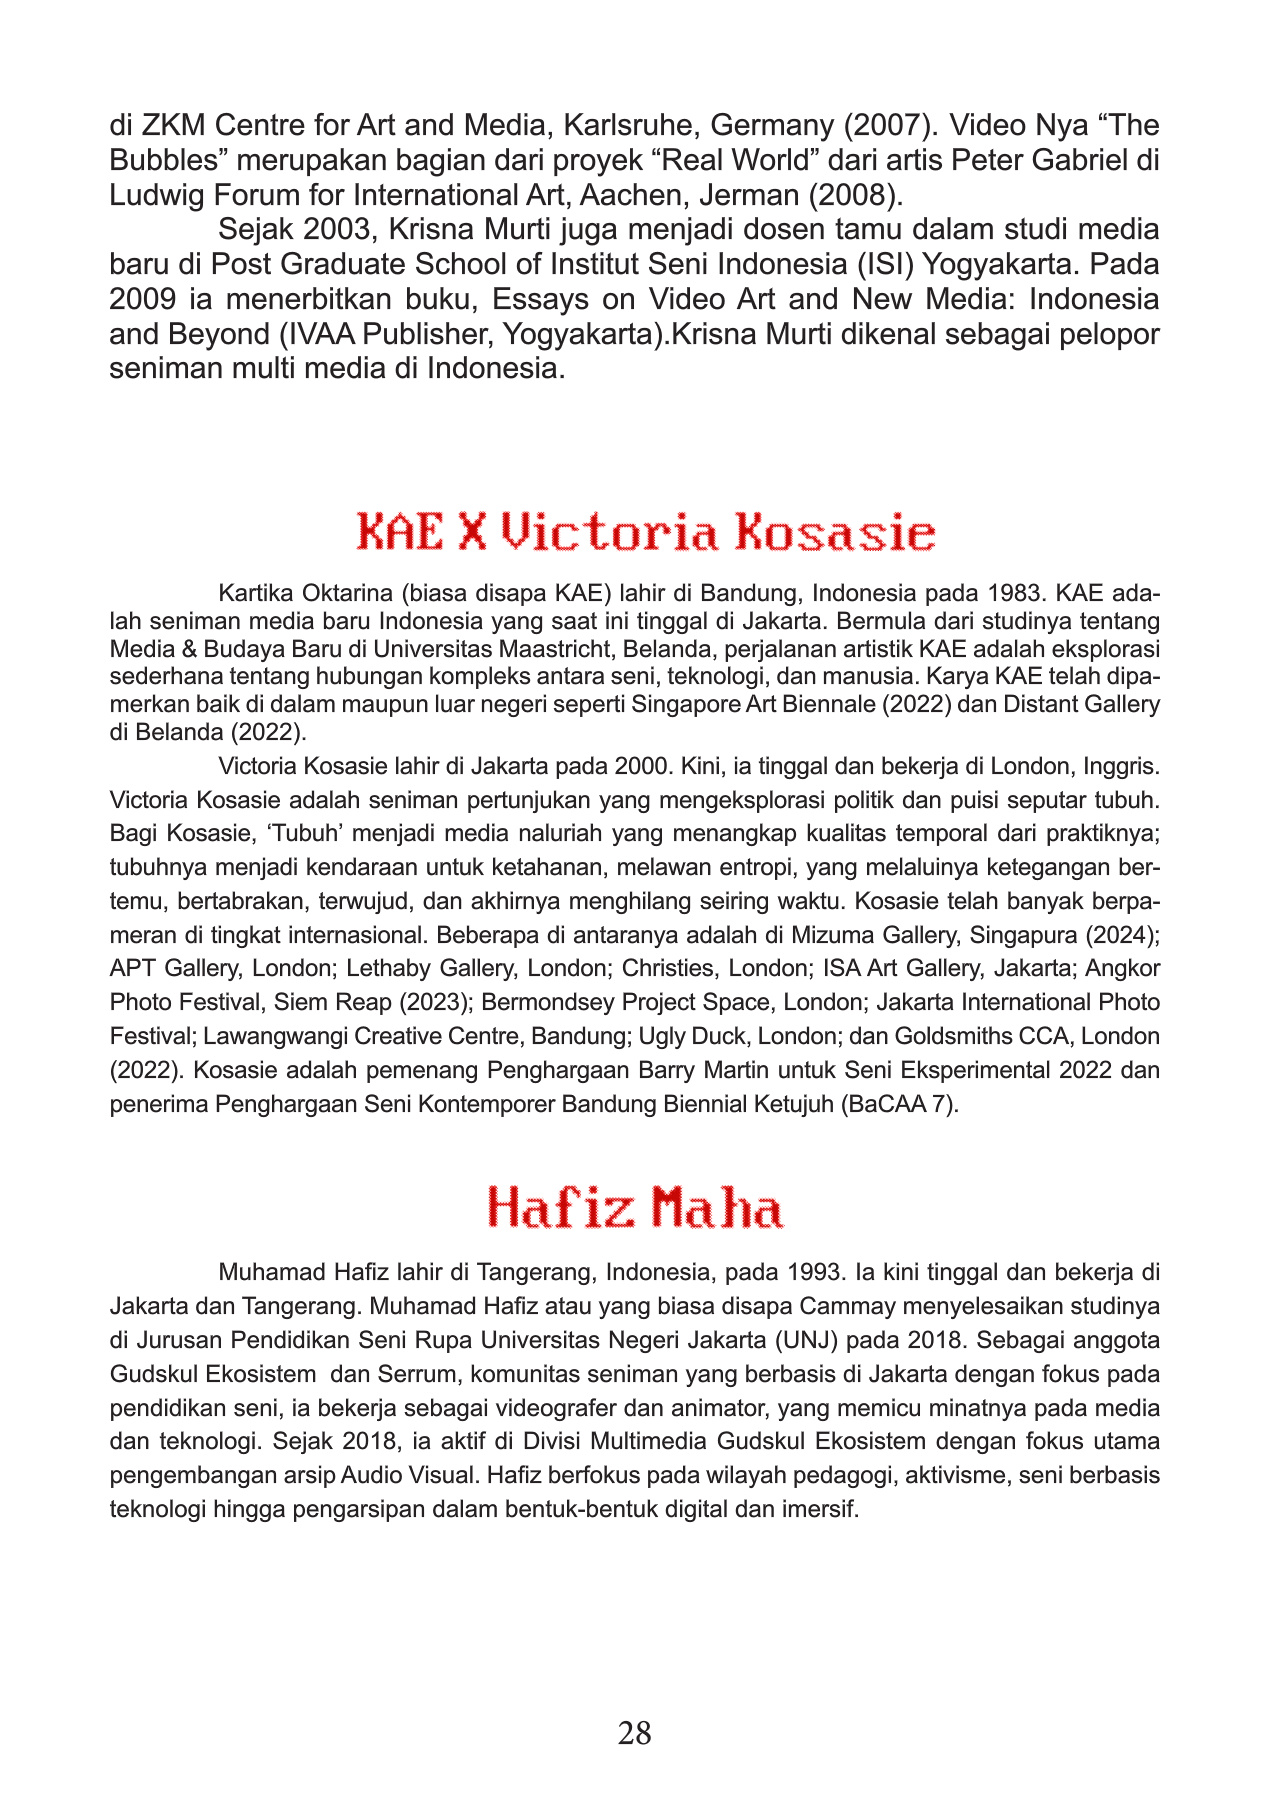 di ZKM Centre for Art and Media, Karlsruhe, Germany (2007). Video Nya “The
Bubbles” merupakan bagian dari proyek “Real World” dari artis Peter Gabriel di
Ludwig Forum for International Art, Aachen, Jerman (2008).
Sejak 2003, Krisna Murti juga menjadi dosen tamu dalam studi media
baru di Post Graduate School of Institut Seni Indonesia (ISI) Yogyakarta. Pada
2009 ia menerbitkan buku, Essays on Video Art and New Media: Indonesia
and Beyond (IVAA Publisher, Yogyakarta).Krisna Murti dikenal sebagai pelopor
seniman multi media di Indonesia.
KAE X Victoria Kosasie
Kartika Oktarina (biasa disapa KAE) lahir di Bandung, Indonesia pada 1983. KAE ada-
lah seniman media baru Indonesia yang saat ini tinggal di Jakarta. Bermula dari studinya tentang
Media & Budaya Baru di Universitas Maastricht, Belanda, perjalanan artistik KAE adalah eksplorasi
sederhana tentang hubungan kompleks antara seni, teknologi, dan manusia. Karya KAE telah dipa-
merkan baik di dalam maupun luar negeri seperti Singapore Art Biennale (2022) dan Distant Gallery
di Belanda (2022).
Victoria Kosasie lahir di Jakarta pada 2000. Kini, ia tinggal dan bekerja di London, Inggris.
Victoria Kosasie adalah seniman pertunjukan yang mengeksplorasi politik dan puisi seputar tubuh.
Bagi Kosasie, ‘Tubuh’ menjadi media naluriah yang menangkap kualitas temporal dari praktiknya;
tubuhnya menjadi kendaraan untuk ketahanan, melawan entropi, yang melaluinya ketegangan ber-
temu, bertabrakan, terwujud, dan akhirnya menghilang seiring waktu. Kosasie telah banyak berpa-
meran di tingkat internasional. Beberapa di antaranya adalah di Mizuma Gallery, Singapura (2024);
APT Gallery, London; Lethaby Gallery, London; Christies, London; ISA Art Gallery, Jakarta; Angkor
Photo Festival, Siem Reap (2023); Bermondsey Project Space, London; Jakarta International Photo
Festival; Lawangwangi Creative Centre, Bandung; Ugly Duck, London; dan Goldsmiths CCA, London
(2022). Kosasie adalah pemenang Penghargaan Barry Martin untuk Seni Eksperimental 2022 dan
penerima Penghargaan Seni Kontemporer Bandung Biennial Ketujuh (BaCAA 7).
Hafiz Maha
Muhamad Hafiz lahir di Tangerang, Indonesia, pada 1993. Ia kini tinggal dan bekerja di
Jakarta dan Tangerang. Muhamad Hafiz atau yang biasa disapa Cammay menyelesaikan studinya
di Jurusan Pendidikan Seni Rupa Universitas Negeri Jakarta (UNJ) pada 2018. Sebagai anggota
Gudskul Ekosistem  dan Serrum, komunitas seniman yang berbasis di Jakarta dengan fokus pada
pendidikan seni, ia bekerja sebagai videografer dan animator, yang memicu minatnya pada media
dan teknologi. Sejak 2018, ia aktif di Divisi Multimedia Gudskul Ekosistem dengan fokus utama
pengembangan arsip Audio Visual. Hafiz berfokus pada wilayah pedagogi, aktivisme, seni berbasis
teknologi hingga pengarsipan dalam bentuk-bentuk digital dan imersif.
28